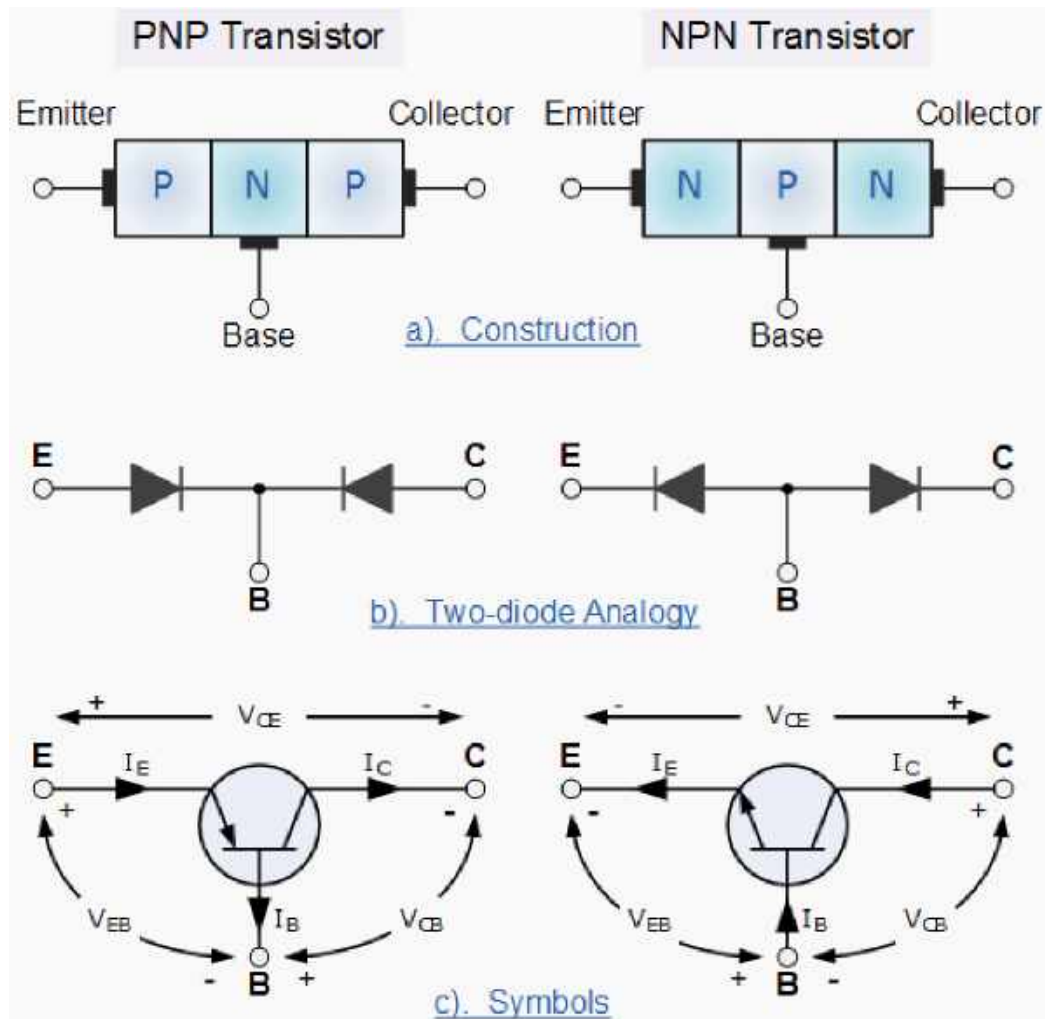 PNP Transistor NPN Transistor
Emitter Collector Emitter Collector
P N P N P N
Base Base
a). Construction
E C E C
B B
b). Two-diode Analogy
+ VCE - - VCE +
E IE IC C E IE IC C
+ - - +
VEB IB VCB VEB IB VCB
- B + + B -
c). Symbols